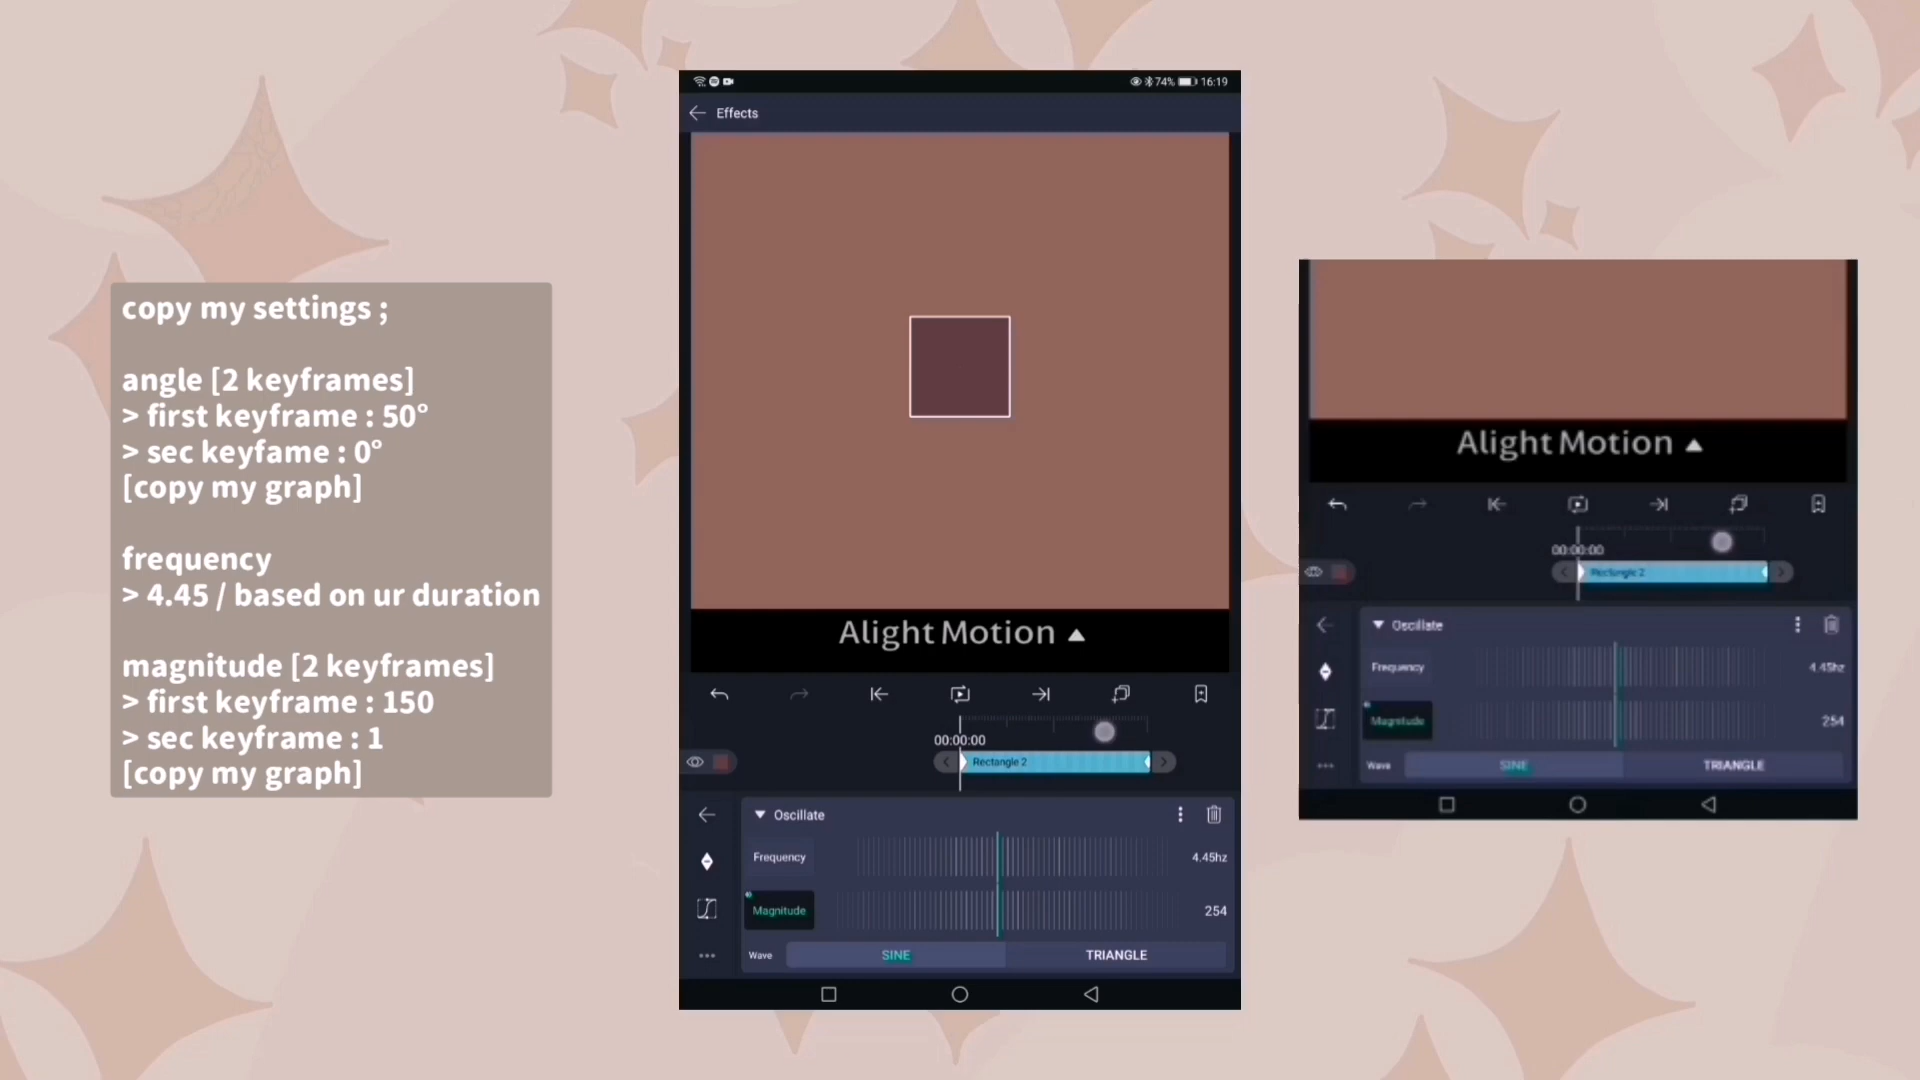 copy my settings ;
angle [2 keyframes]
> first keyframe : 50°
> sec keyfame : 0°
[copy my graph]
frequency
> 4.45 / based on ur duration
magnitude [2 keyframes]
> first keyframe : 150
> sec keyframe : 1
[copy my graph]
74% 16:19
Effects
Alight Motion
00:00:00
Rectangle 2
Oscillate
Frequency 4.45hz
Magnitude 254
Wave SINE TRIANGLE
Alight Motion
00:00:00
Rectangle 2
Oscillate
Frequency 4.45hz
Magnitude 254
Wave SINE TRIANGLE